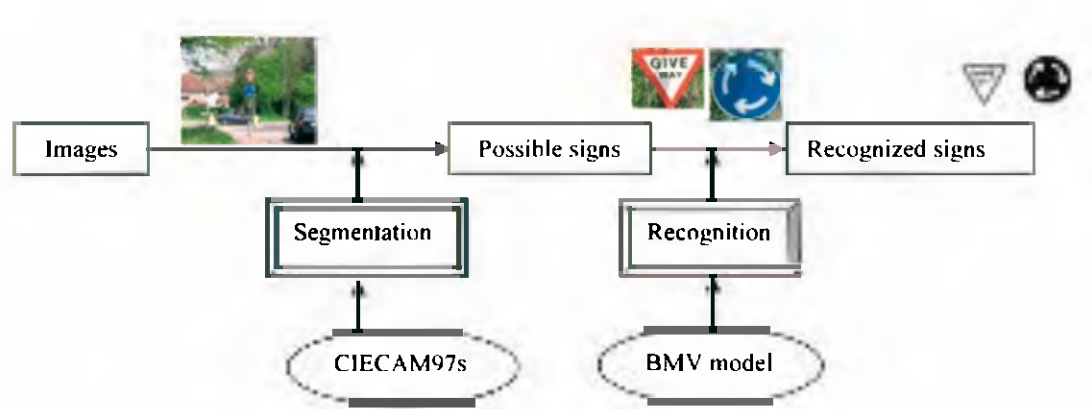 GIVE
WAY
Images
Possible signs
Recognized signs
Segmentation
Recognition
CIECAM97s
BMV model